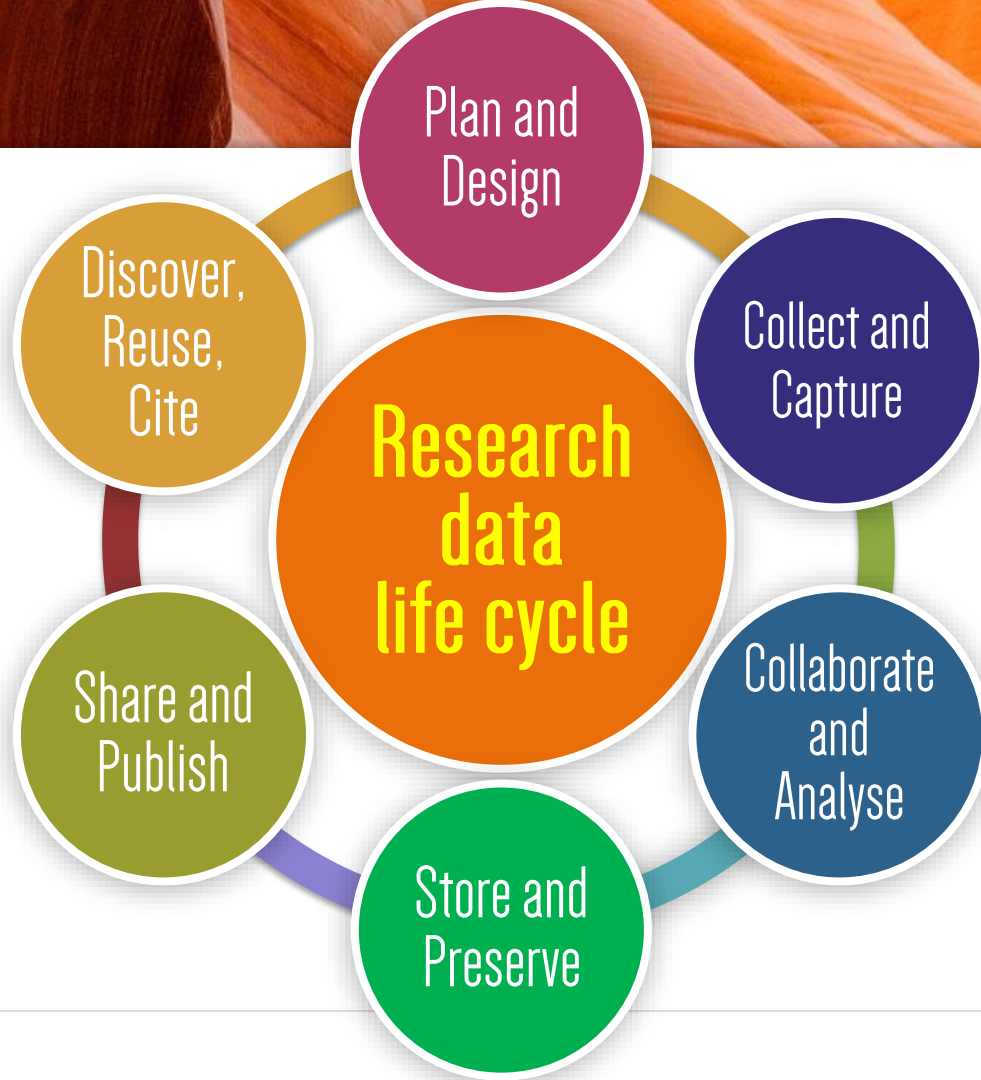 Plan and
Design
Collect and
Capture
Collaborate
and
Analyse
Store and
Preserve
Share and
Publish
Discover,
Reuse,
Cite
Research
data
life cycle